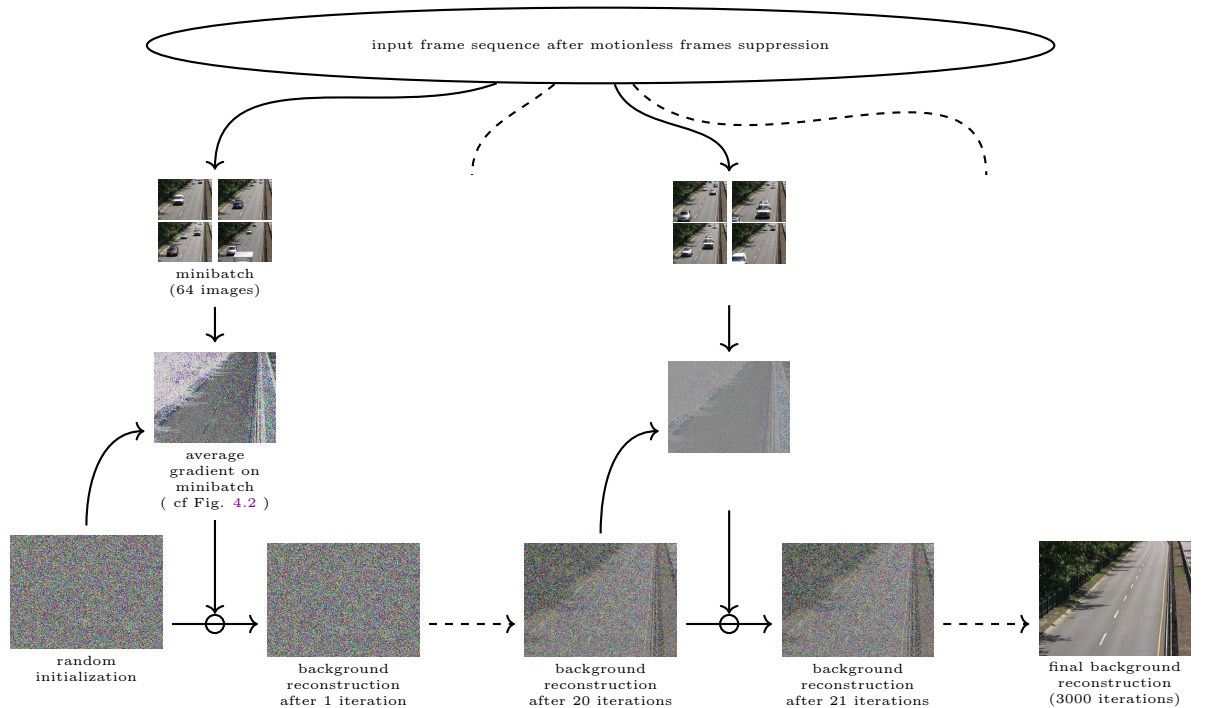 input frame sequence after motionless frames suppression
minibatch
(64 images)
average
gradient on
minibatch
( cf Fig. 4.2 )
random
initialization
background
reconstruction
after 1 iteration
background
reconstruction
after 20 iterations
background
reconstruction
after 21 iterations
final background
reconstruction
(3000 iterations)